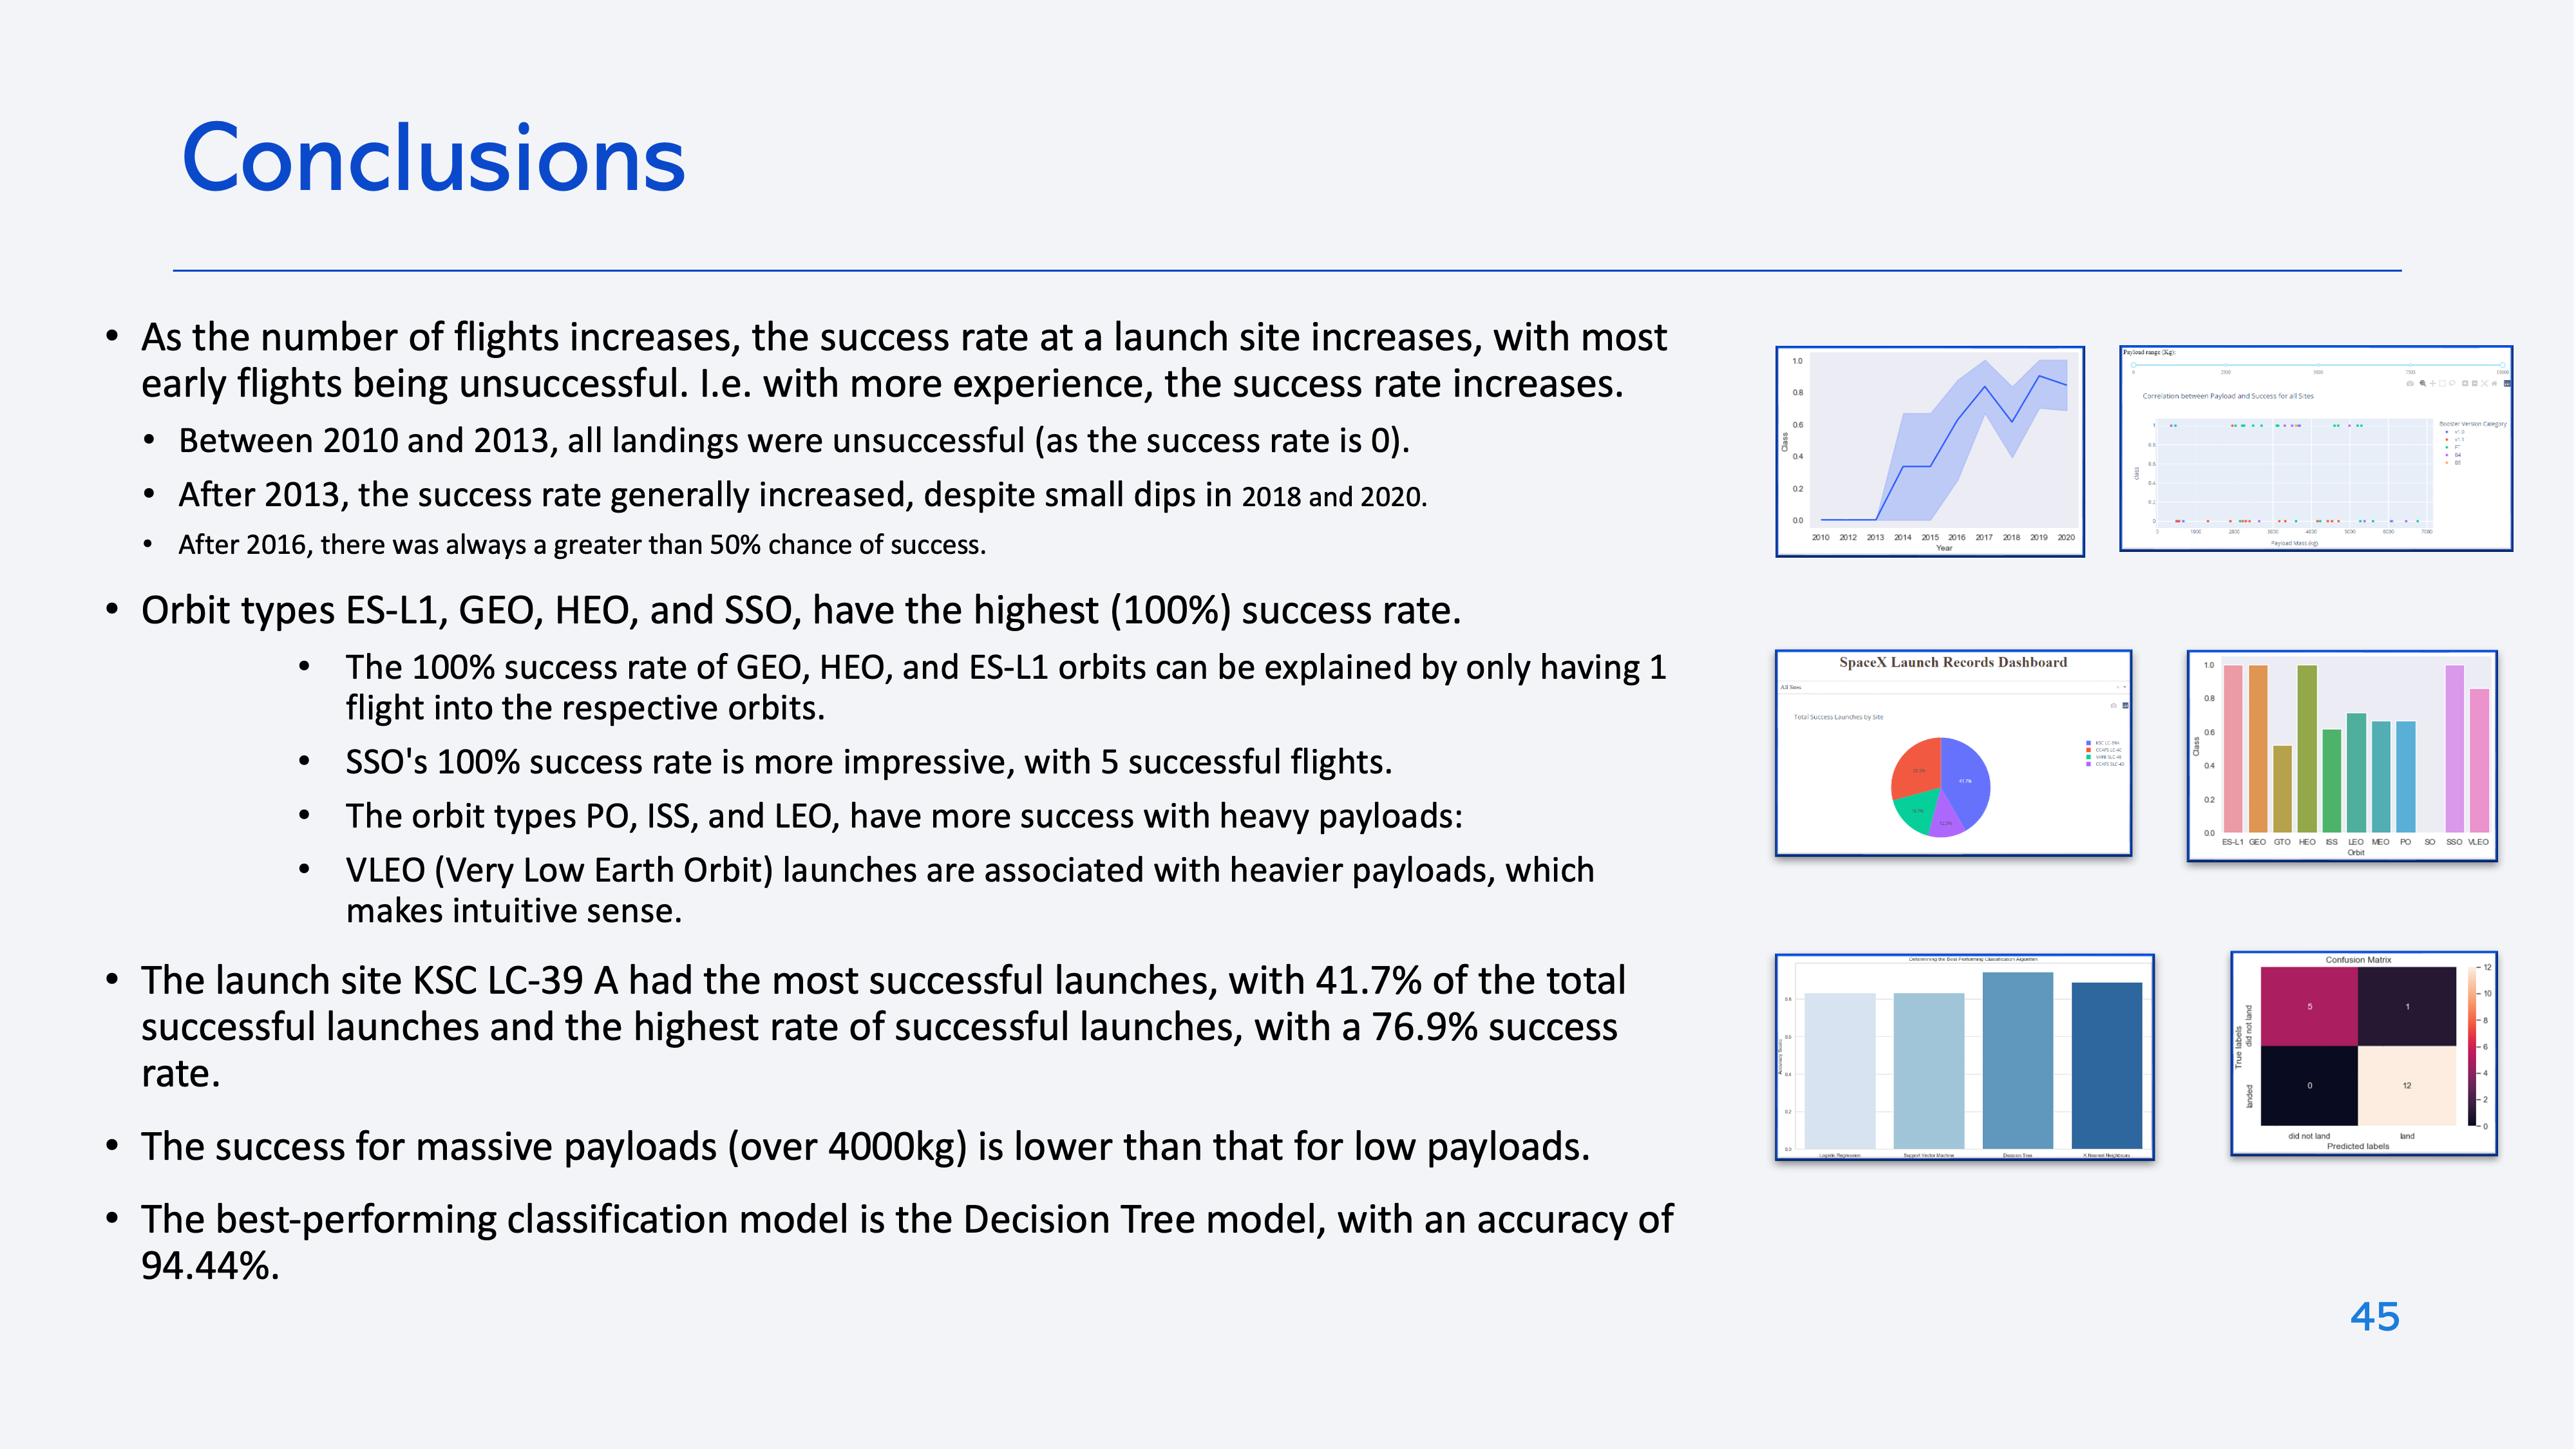 Conclusions
• As the number of flights increases, the success rate at a launch site increases, with most
early flights being unsuccessful. I.e. with more experience, the success rate increases.
• Between 2010 and 2013, all landings were unsuccessful (as the success rate is 0).
• After 2013, the success rate generally increased, despite small dips in 2018 and 2020.
• After 2016, there was always a greater than 50% chance of success.
• Orbit types ES-L1, GEO, HEO, and SSO, have the highest (100%) success rate.
• The 100% success rate of GEO, HEO, and ES-L1 orbits can be explained by only having 1
flight into the respective orbits.
• SSO's 100% success rate is more impressive, with 5 successful flights.
• The orbit types PO, ISS, and LEO, have more success with heavy payloads:
• VLEO (Very Low Earth Orbit) launches are associated with heavier payloads, which
makes intuitive sense.
• The launch site KSC LC-39 A had the most successful launches, with 41.7% of the total
successful launches and the highest rate of successful launches, with a 76.9% success
rate.
• The success for massive payloads (over 4000kg) is lower than that for low payloads.
• The best-performing classification model is the Decision Tree model, with an accuracy of
94.44%.
1.0
0.8
0.6
0.4
0.2
0.0
Class
2010 2012 2013 2014 2015 2016 2017 2018 2019 2020
Year
Payload range (Kg):
Correlation between Payload and Success for all Sites
Booster Version Category
class
Payload Mass (kg)
SpaceX Launch Records Dashboard
All Sites
Total Success Launches by Site
KSC LC-39A
CCAFS LC-40
VAFB SLC-4E
CCAFS SLC-40
41.7%
1.0
0.8
0.6
0.4
0.2
0.0
Class
ES-L1 GEO GTO HEO ISS LEO MEO PO SO SSO VLEO
Orbit
Determining the Best Performing Classification Algorithm
Logistic Regression Support Vector Machine Decision Tree K Nearest Neighbours
Confusion Matrix
True labels
did not land
landed
5 1
0 12
did not land land
Predicted labels
12
10
8
6
4
2
0
45